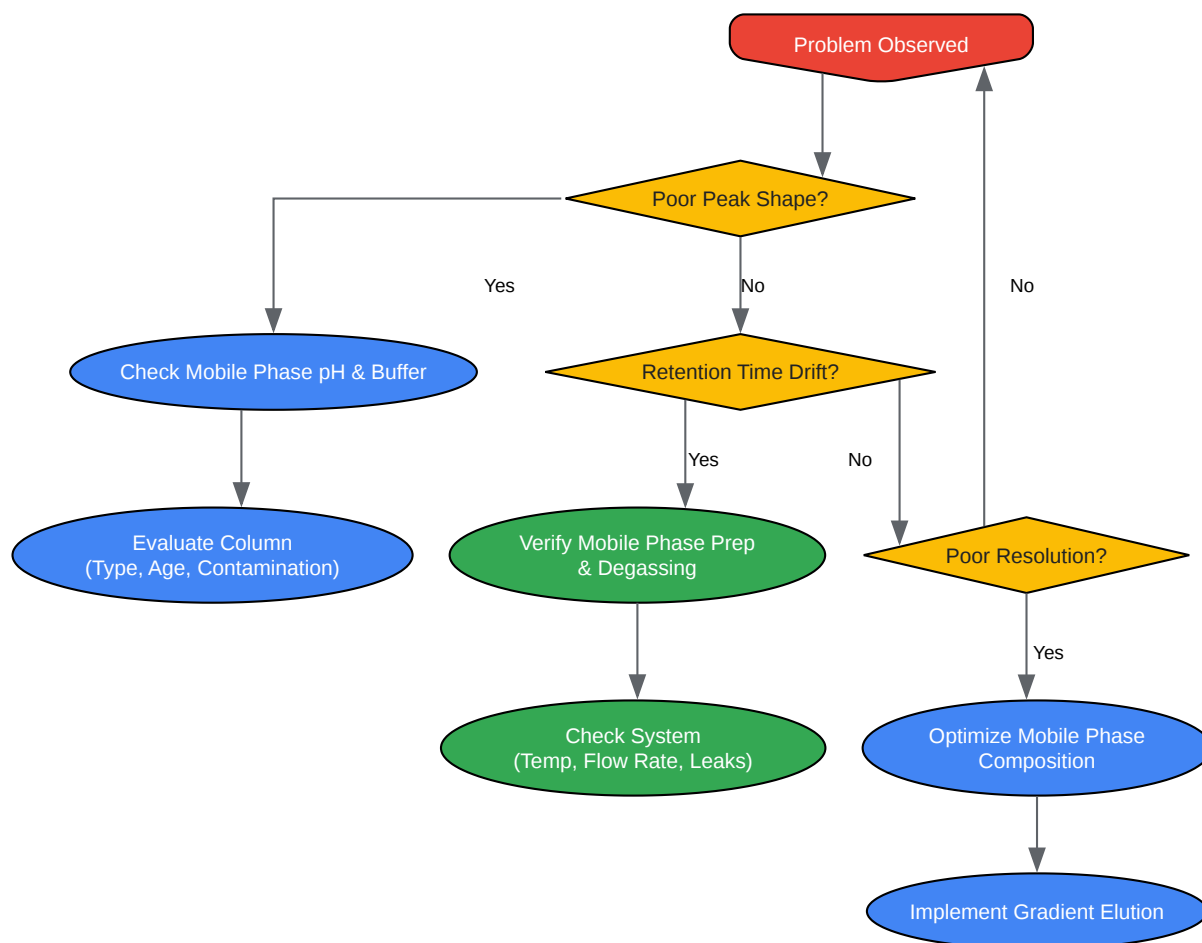 Problem Observed
Poor Peak Shape?
Yes
No
No
Check Mobile Phase pH & Buffer
Retention Time Drift?
Yes
No
Evaluate Column
(Type, Age, Contamination)
Verify Mobile Phase Prep
& Degassing
Poor Resolution?
Yes
Check System
(Temp, Flow Rate, Leaks)
Optimize Mobile Phase
Composition
Implement Gradient Elution